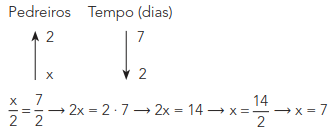 Pedreiros Tempo (dias)
2 7
x 2
x/2 = 7/2 → 2x = 2 · 7 → 2x = 14 → x = 14/2 → x = 7